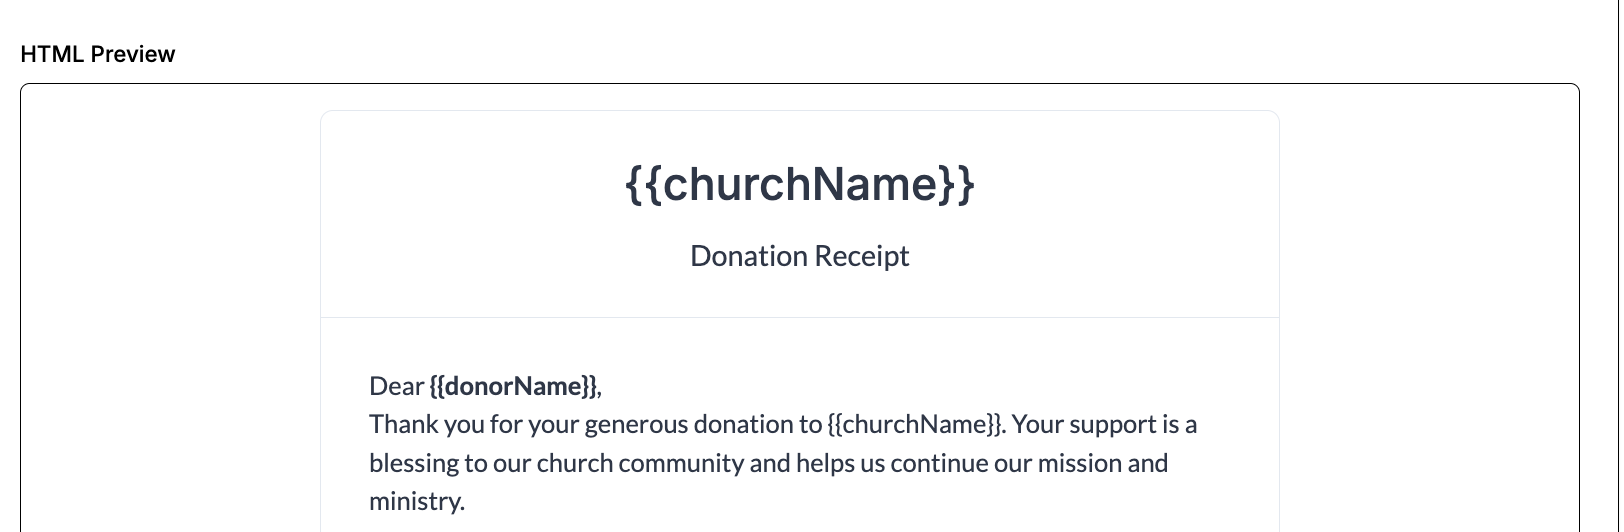 HTML Preview
{{churchName}}
Donation Receipt
Dear {{donorName}},
Thank you for your generous donation to {{churchName}}. Your support is a
blessing to our church community and helps us continue our mission and
ministry.